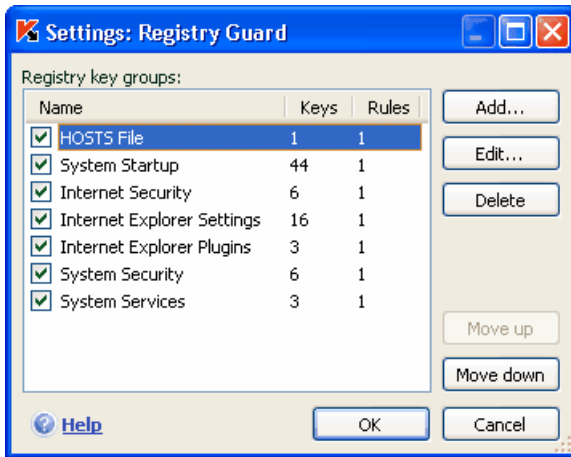 Settings: Registry Guard
Registry key groups:
Name Keys Rules
HOSTS File 1 1
System Startup 44 1
Internet Security 6 1
Internet Explorer Settings 16 1
Internet Explorer Plugins 3 1
System Security 6 1
System Services 3 1
Add...
Edit...
Delete
Move up
Move down
Help
OK
Cancel